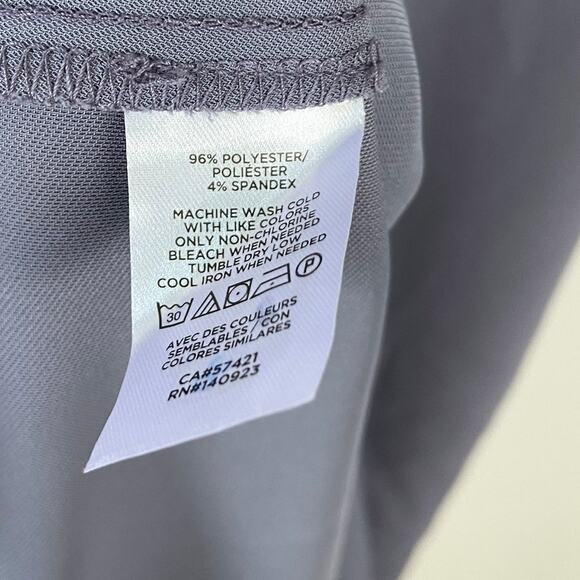 96% POLYESTER/
POLIÉSTER
4% SPANDEX
MACHINE WASH COLD
WITH LIKE COLORS
ONLY NON-CHLORINE
BLEACH WHEN NEEDED
TUMBLE DRY LOW
COOL IRON WHEN NEEDED
30 P
AVEC DES COULEURS
SEMBLABLES / CON
COLORES SIMILARES
CA#57421
RN#140923